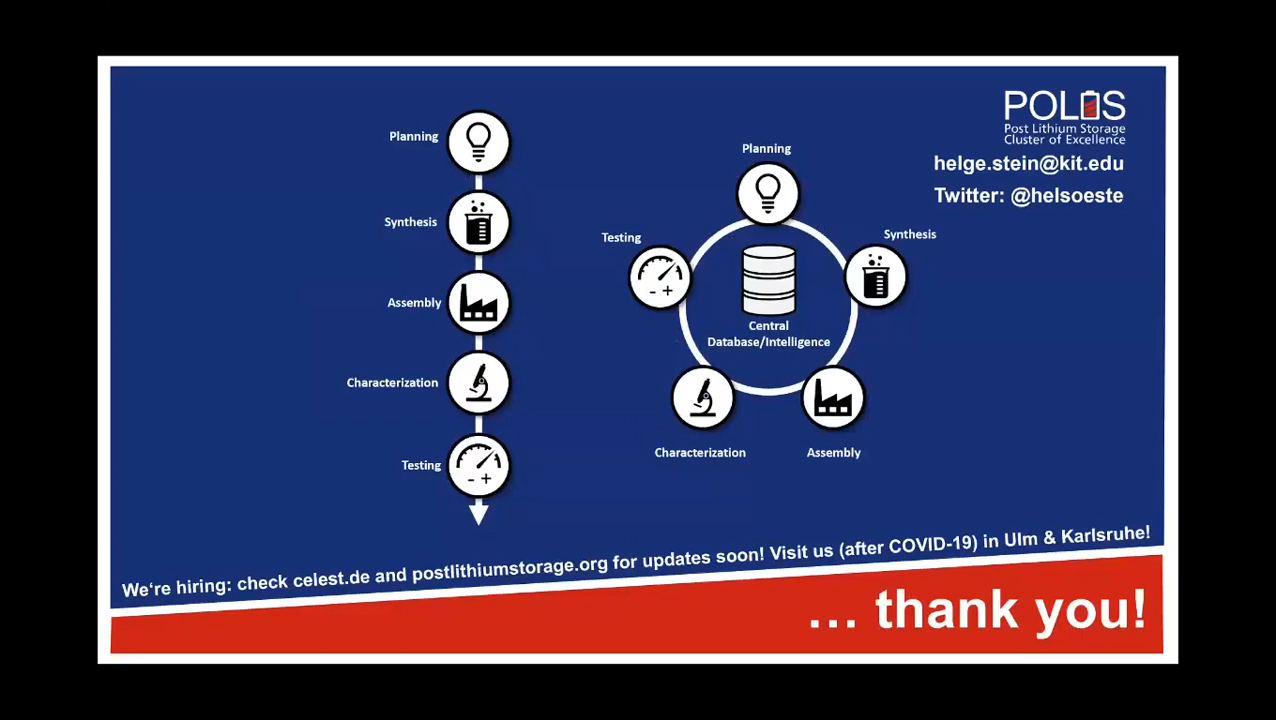 POLiS
Post Lithium Storage
Cluster of Excellence
helge.stein@kit.edu
Twitter: @helsoeste
Planning
Synthesis
Assembly
Characterization
Testing
Planning
Testing
Synthesis
Central
Database/Intelligence
Characterization
Assembly
We‘re hiring: check celest.de and postlithiumstorage.org for updates soon! Visit us (after COVID-19) in Ulm & Karlsruhe!
... thank you!